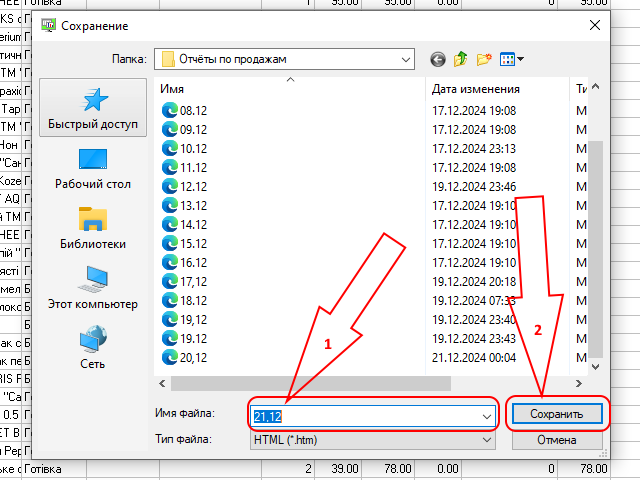 Сохранение
Папка: Отчёты по продажам
Имя Дата изменения
08.12 17.12.2024 19:08 M
09.12 17.12.2024 19:08 M
10.12 17.12.2024 23:13 M
11.12 17.12.2024 19:08 M
12.12 19.12.2024 23:46 M
13.12 17.12.2024 19:10 M
14.12 17.12.2024 19:10 M
15.12 17.12.2024 19:10 M
16.12 17.12.2024 19:10 M
17,12 19.12.2024 20:18 M
18.12 19.12.2024 07:33 M
19,12 19.12.2024 23:40 M
19.12 19.12.2024 23:43 M
20,12 21.12.2024 00:04 M
Быстрый доступ
Рабочий стол
Библиотеки
Этот компьютер
Сеть
1
2
Имя файла: 21,12 Сохранить
Тип файла: HTML (*.htm) Отмена
Готівка 2 39.00 78.00 0.00 0 78.00